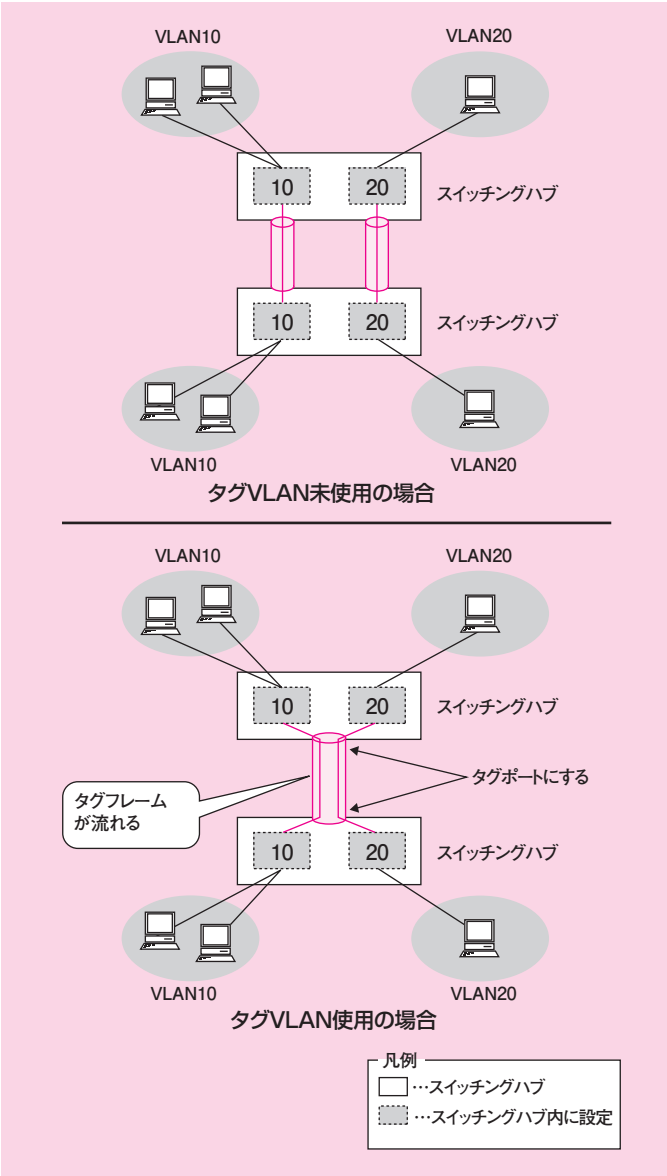 VLAN10
VLAN20
10
20
スイッチングハブ
10
20
スイッチングハブ
VLAN10
VLAN20
タグVLAN未使用の場合
VLAN10
VLAN20
10
20
スイッチングハブ
タグポートにする
タグフレーム
が流れる
10
20
スイッチングハブ
VLAN10
VLAN20
タグVLAN使用の場合
凡例
…スイッチングハブ
…スイッチングハブ内に設定